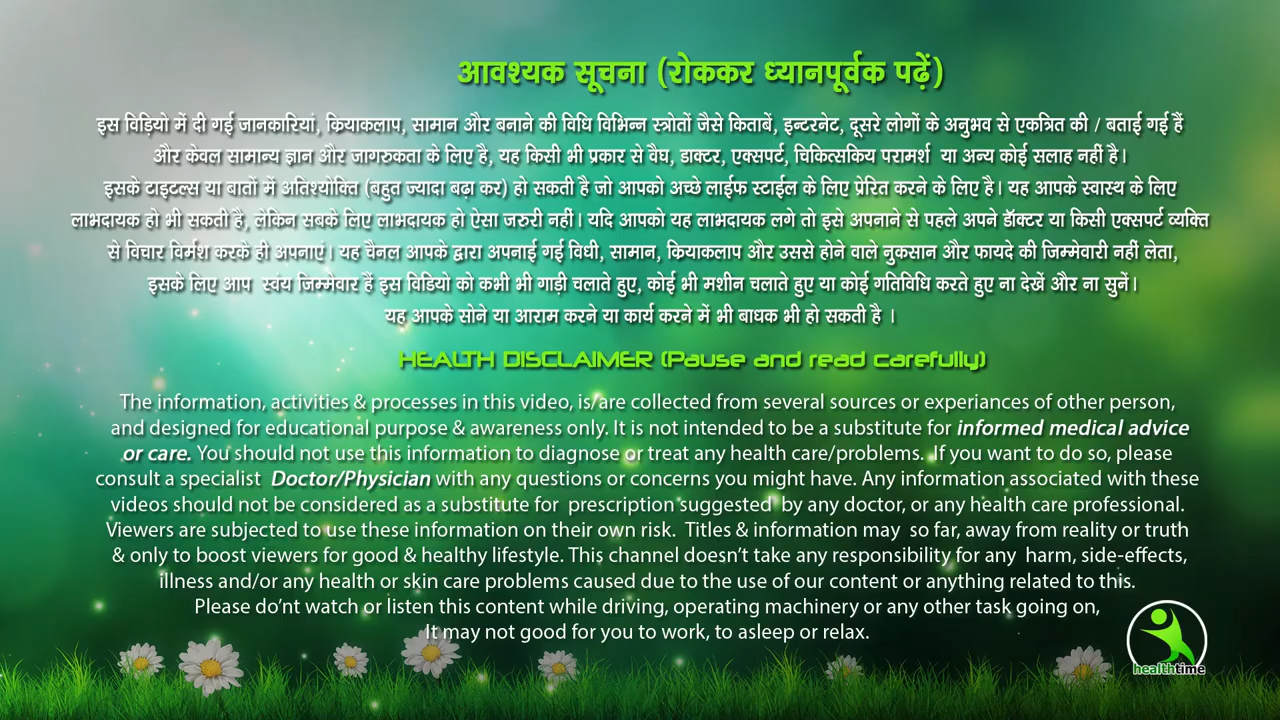 आवश्यक सूचना (रोककर ध्यानपूर्वक पढ़ें)
इस विड़ियो में दी गई जानकारियां, क्रियाकलाप, सामान और बनाने की विधि विभिन्न स्त्रोतों जैसे किताबें, इन्टरनेट, दूसरे लोगों के अनुभव से एकत्रित की / बताई गई हैं
और केवल सामान्य ज्ञान और जागरुकता के लिए है, यह किसी भी प्रकार से वैघ, डाक्टर, एक्सपर्ट, चिकित्सकिय परामर्श या अन्य कोई सलाह नहीं है।
इसके टाइटल्स या बातों में अतिश्योक्ति (बहुत ज्यादा बढ़ा कर) हो सकती है जो आपको अच्छे लाईफ स्टाईल के लिए प्रेरित करने के लिए है। यह आपके स्वास्थ के लिए
लाभदायक हो भी सकती है, लेकिन सबके लिए लाभदायक हो ऐसा जरुरी नहीं। यदि आपको यह लाभदायक लगे तो इसे अपनाने से पहले अपने डॅाक्टर या किसी एक्सपर्ट व्यक्ति
से विचार विर्मश करके ही अपनाएं। यह चैनल आपके द्वारा अपनाई गई विधी, सामान, क्रियाकलाप और उससे होने वाले नुकसान और फायदे की जिम्मेवारी नहीं लेता,
इसके लिए आप स्वंय जिम्मेवार हैं इस विडियो को कभी भी गाड़ी चलाते हुए, कोई भी मशीन चलाते हुए या कोई गतिविधि करते हुए ना देखें और ना सुनें।
यह आपके सोने या आराम करने या कार्य करने में भी बाधक भी हो सकती है ।
HEALTH DISCLAIMER (Pause and read carefully)
The information, activities & processes in this video, is/are collected from several sources or experiances of other person,
and designed for educational purpose & awareness only. It is not intended to be a substitute for informed medical advice
or care. You should not use this information to diagnose or treat any health care/problems. If you want to do so, please
consult a specialist Doctor/Physician with any questions or concerns you might have. Any information associated with these
videos should not be considered as a substitute for prescription suggested by any doctor, or any health care professional.
Viewers are subjected to use these information on their own risk. Titles & information may so far, away from reality or truth
& only to boost viewers for good & healthy lifestyle. This channel doesn't take any responsibility for any harm, side-effects,
illness and/or any health or skin care problems caused due to the use of our content or anything related to this.
Please do'nt watch or listen this content while driving, operating machinery or any other task going on,
It may not good for you to work, to asleep or relax.
healthtime